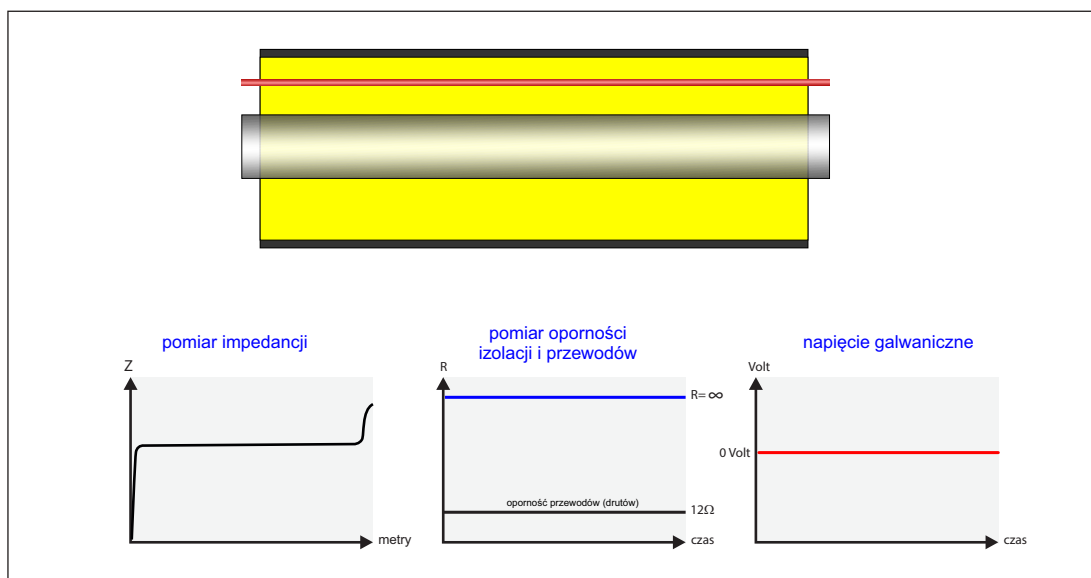 pomiar impedancji
Z
metry
pomiar oporności
izolacji i przewodów
R
R=∞
oporność przewodów (drutów)
12Ω
czas
napięcie galwaniczne
Volt
0 Volt
czas